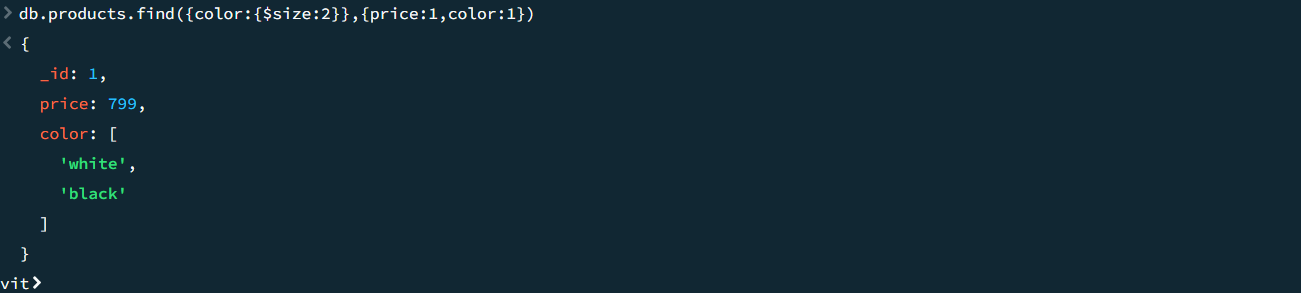 > db.products.find({color:{$size:2}},{price:1,color:1})
< {
_id: 1,
price: 799,
color: [
'white',
'black'
]
}
vit>